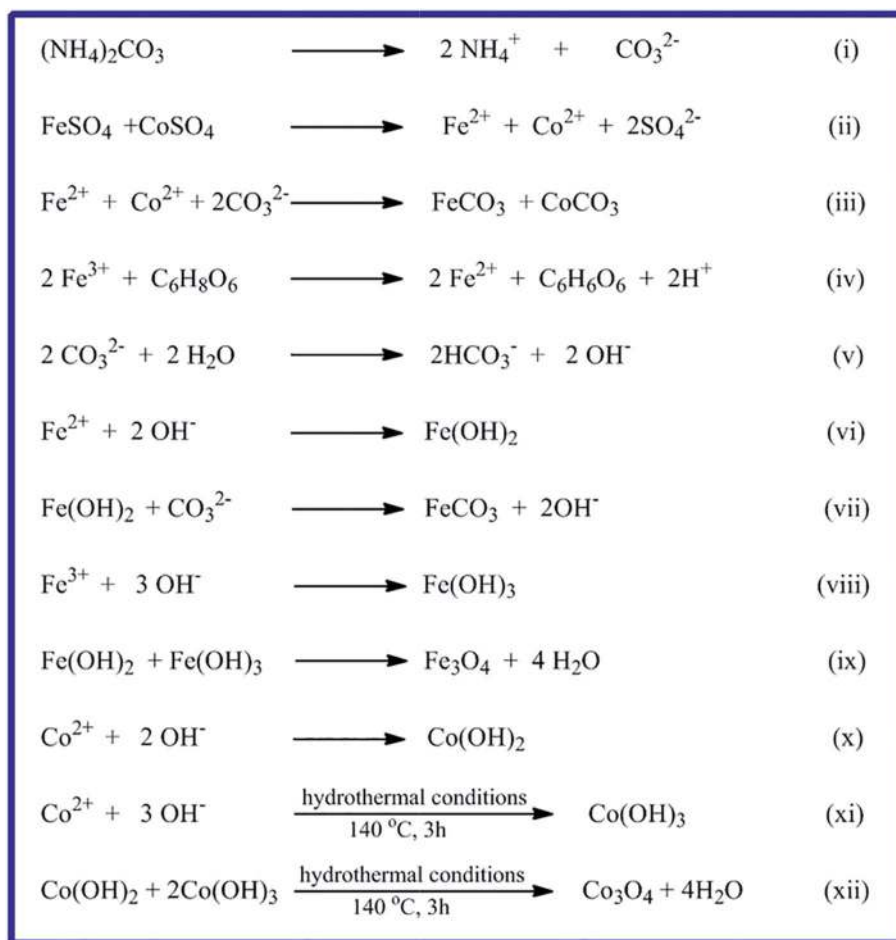 (NH₄)₂CO₃ ⟶ 2 NH₄⁺ + CO₃²⁻ (i)
FeSO₄ +CoSO₄ ⟶ Fe²⁺ + Co²⁺ + 2SO₄²⁻ (ii)
Fe²⁺ + Co²⁺ + 2CO₃²⁻ ⟶ FeCO₃ + CoCO₃ (iii)
2 Fe³⁺ + C₆H₈O₆ ⟶ 2 Fe²⁺ + C₆H₆O₆ + 2H⁺ (iv)
2 CO₃²⁻ + 2 H₂O ⟶ 2HCO₃⁻ + 2 OH⁻ (v)
Fe²⁺ + 2 OH⁻ ⟶ Fe(OH)₂ (vi)
Fe(OH)₂ + CO₃²⁻ ⟶ FeCO₃ + 2OH⁻ (vii)
Fe³⁺ + 3 OH⁻ ⟶ Fe(OH)₃ (viii)
Fe(OH)₂ + Fe(OH)₃ ⟶ Fe₃O₄ + 4 H₂O (ix)
Co²⁺ + 2 OH⁻ ⟶ Co(OH)₂ (x)
hydrothermal conditions
Co²⁺ + 3 OH⁻ ⟶ Co(OH)₃ (xi)
140 °C, 3h
hydrothermal conditions
Co(OH)₂ + 2Co(OH)₃ ⟶ Co₃O₄ + 4H₂O (xii)
140 °C, 3h